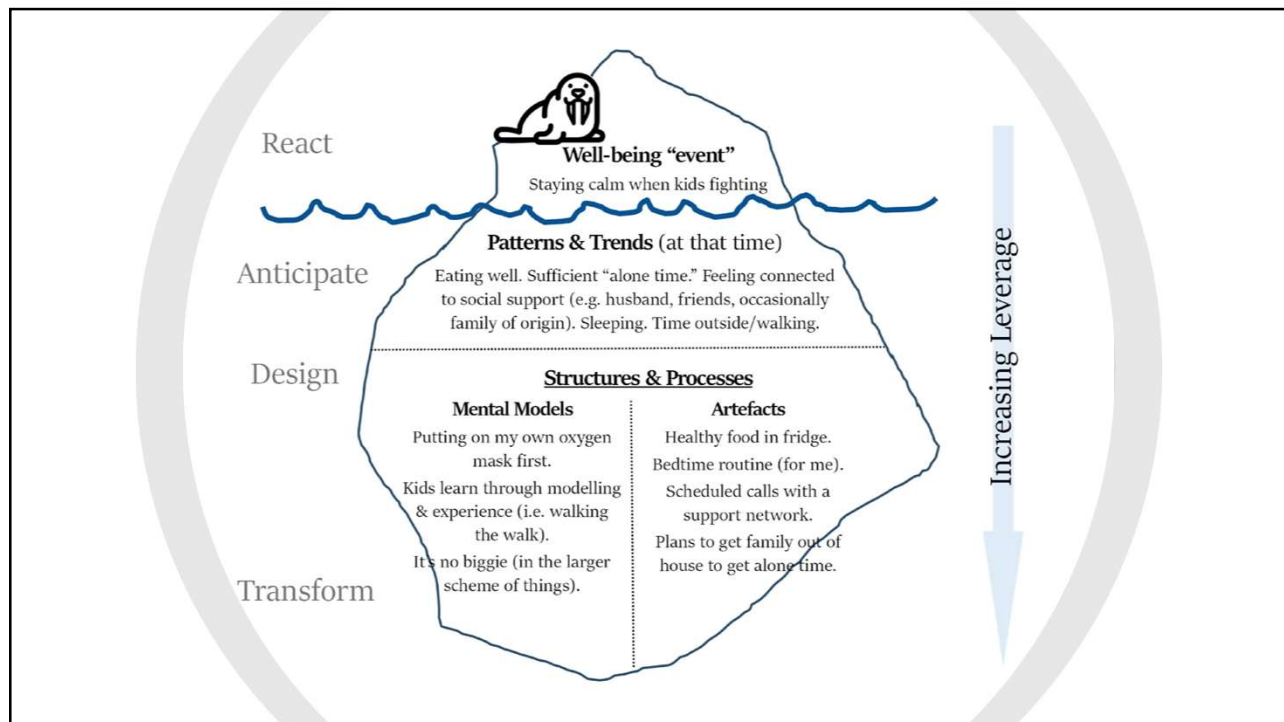 React
Well-being “event”
Staying calm when kids fighting
Anticipate
Patterns & Trends (at that time)
Eating well. Sufficient “alone time.” Feeling connected
to social support (e.g. husband, friends, occasionally
family of origin). Sleeping. Time outside/walking.
Design
Structures & Processes
Mental Models
Putting on my own oxygen
mask first.
Kids learn through modelling
& experience (i.e. walking
the walk).
It's no biggie (in the larger
scheme of things).
Artefacts
Healthy food in fridge.
Bedtime routine (for me).
Scheduled calls with a
support network.
Plans to get family out of
house to get alone time.
Transform
Increasing Leverage